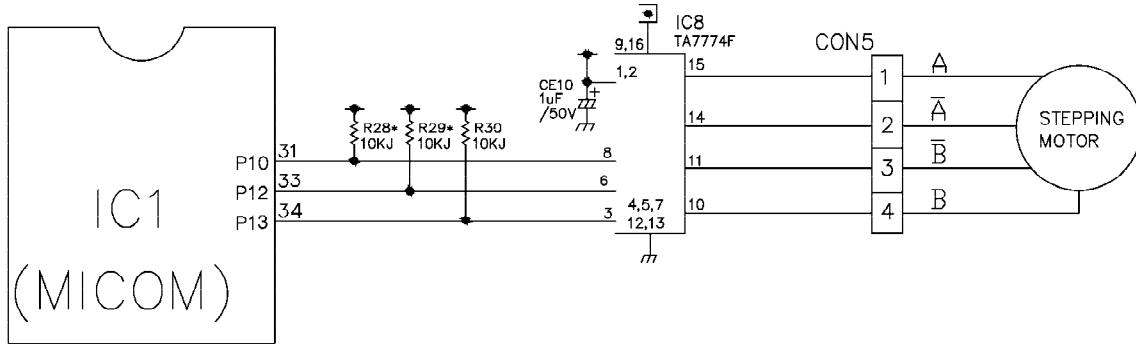 IC1
(MICOM)
P10
P12
P13
31
33
34
R28*
10KJ
R29*
10KJ
R30
10KJ
CE10
1uF
/50V
IC8
TA7774F
9,16
1,2
8
6
3
4,5,7
12,13
15
14
11
10
CON5
1
2
3
4
A
A̅
B̅
B
STEPPING
MOTOR